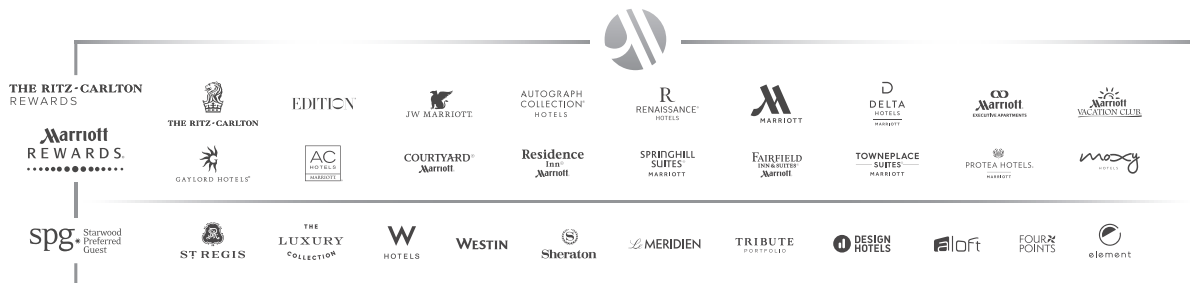 THE RITZ-CARLTON
REWARDS
Marriott
REWARDS®
THE RITZ-CARLTON
EDITION
JW MARRIOTT
AUTOGRAPH
COLLECTION®
HOTELS
R
RENAISSANCE®
HOTELS
M
MARRIOTT
D
DELTA
HOTELS
MARRIOTT
Marriott
EXECUTIVE APARTMENTS
Marriott
VACATION CLUB
GAYLORD HOTELS®
AC
HOTELS
MARRIOTT
COURTYARD®
Marriott
Residence
Inn®
Marriott
SPRINGHILL
SUITES®
MARRIOTT
FAIRFIELD
INN & SUITES®
Marriott
TOWNEPLACE
SUITES®
MARRIOTT
PROTEA HOTELS.
MARRIOTT
moxy
HOTELS
spg
Starwood
Preferred
Guest
ST REGIS
THE
LUXURY
COLLECTION
W
HOTELS
WESTIN
S
Sheraton
Le MERIDIEN
TRIBUTE
PORTFOLIO
d
DESIGN
HOTELS
aloft
FOUR
POINTS
element